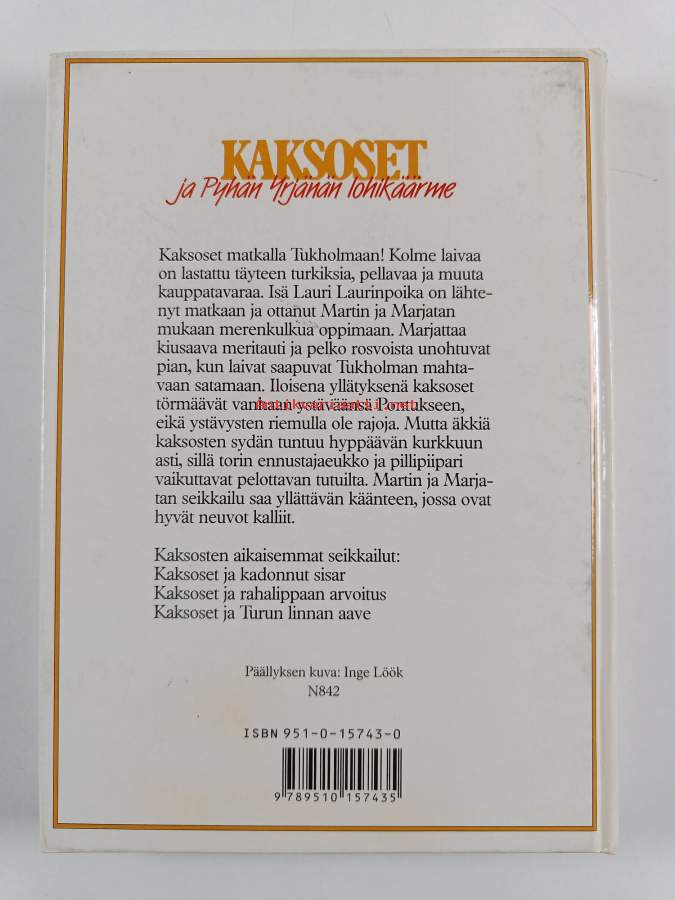 KAKSOSET
ja Pyhän Yrjänän lohikäärme
Kaksoset matkalla Tukholmaan! Kolme laivaa
on lastattu täyteen turkiksia, pellavaa ja muuta
kauppatavaraa. Isä Lauri Laurinpoika on lähte-
nyt matkaan ja ottanut Martin ja Marjatan
mukaan merenkulkua oppimaan. Marjattaa
kiusaava meritauti ja pelko rosvoista unohtuvat
pian, kun laivat saapuvat Tukholman mahta-
vaan satamaan. Iloisena yllätyksenä kaksoset
törmäävät vanhaan ystäväänsä Pontukseen,
eikä ystävysten riemulla ole rajoja. Mutta äkkiä
kaksosten sydän tuntuu hyppäävän kurkkuun
asti, sillä torin ennustajaeukko ja pillipiipari
vaikuttavat pelottavan tutuilta. Martin ja Marja-
tan seikkailu saa yllättävän käänteen, jossa ovat
hyvät neuvot kalliit.
Kaksosten aikaisemmat seikkailut:
Kaksoset ja kadonnut sisar
Kaksoset ja rahalippaan arvoitus
Kaksoset ja Turun linnan aave
Päällyksen kuva: Inge Löök
N842
ISBN 951-0-15743-0
9 789510 157435